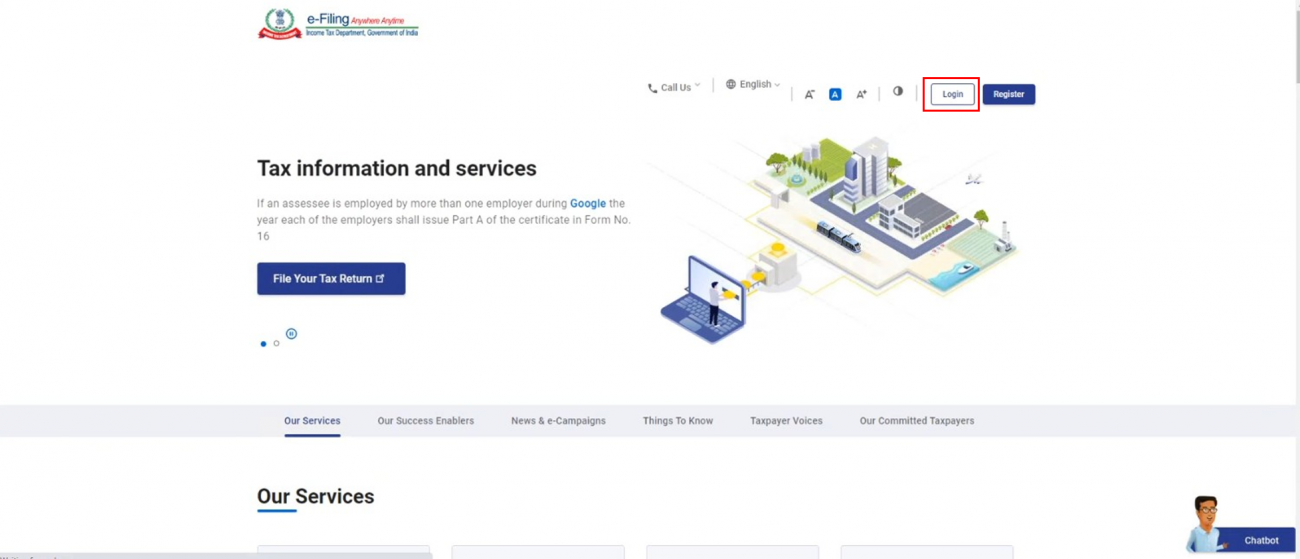 e-Filing Anywhere Anytime
Income Tax Department, Government of India
Call Us
English
A-
A
A+
Login
Register
Tax information and services
If an assessee is employed by more than one employer during Google the
year each of the employers shall issue Part A of the certificate in Form No.
16
File Your Tax Return
Our Services
Our Success Enablers
News & e-Campaigns
Things To Know
Taxpayer Voices
Our Committed Taxpayers
Our Services
Chatbot